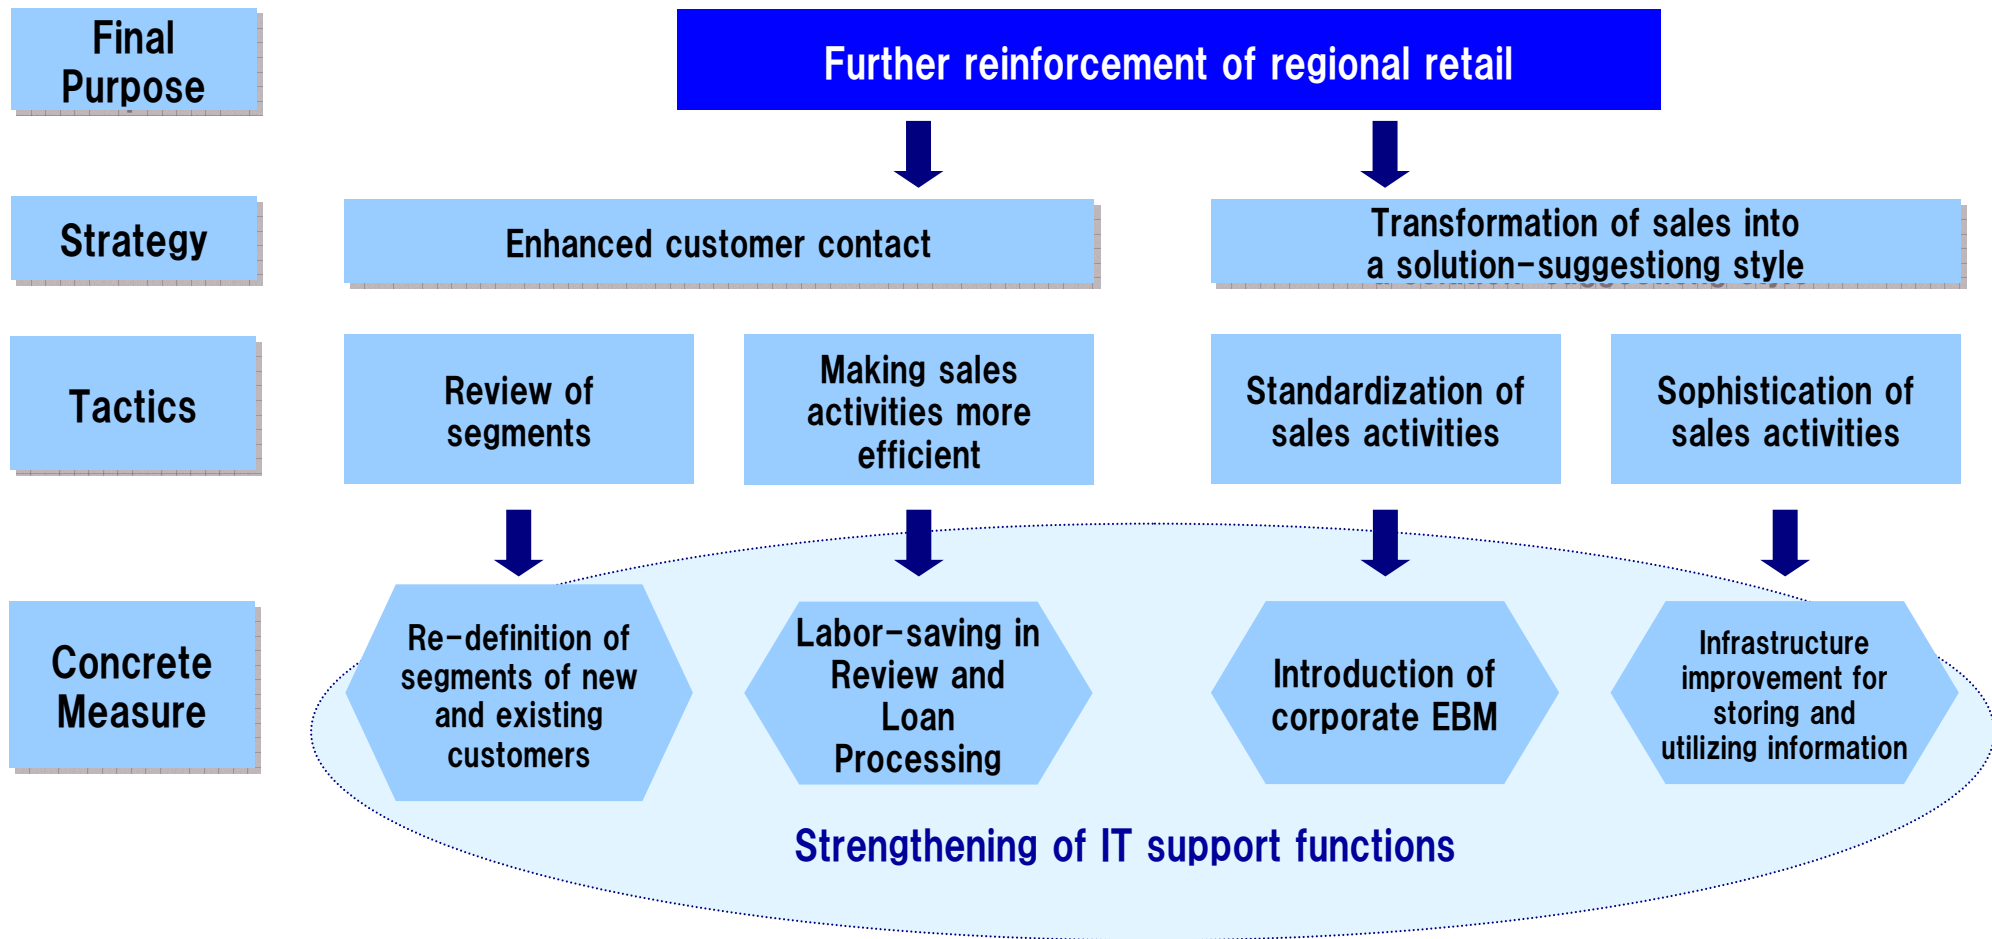 Final
Purpose
Further reinforcement of regional retail
Strategy
Enhanced customer contact
Transformation of sales into
a solution-suggestiong style
Tactics
Review of
segments
Making sales
activities more
efficient
Standardization of
sales activities
Sophistication of
sales activities
Concrete
Measure
Re-definition of
segments of new
and existing
customers
Labor-saving in
Review and
Loan
Processing
Introduction of
corporate EBM
Infrastructure
improvement for
storing and
utilizing information
Strengthening of IT support functions